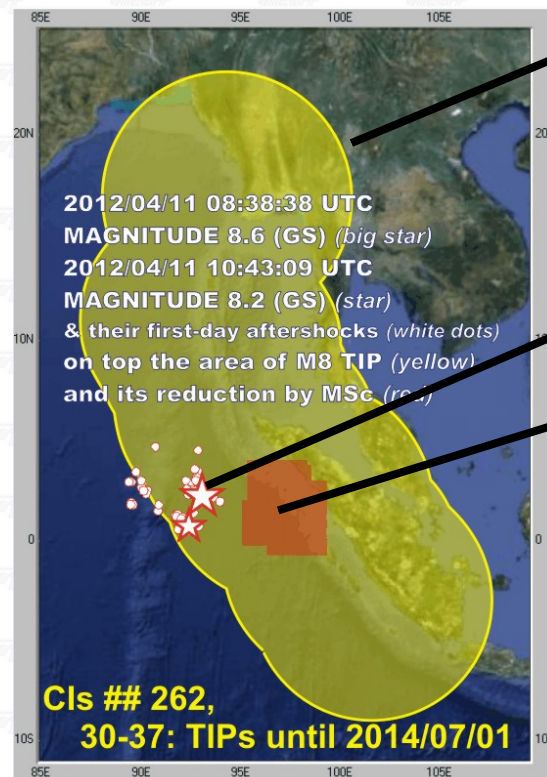 85E 90E 95E 100E 105E
20N 20
2012/04/11 08:38:38 UTC
MAGNITUDE 8.6 (GS) (big star)
2012/04/11 10:43:09 UTC
MAGNITUDE 8.2 (GS) (star)
& their first-day aftershocks (white dots)
on top the area of M8 TIP (yellow)
and its reduction by MSc (red)
10N 10
0 0
CIs ## 262,
30-37: TIPs until 2014/07/01
10S 10
85E 90E 95E 100E 105E